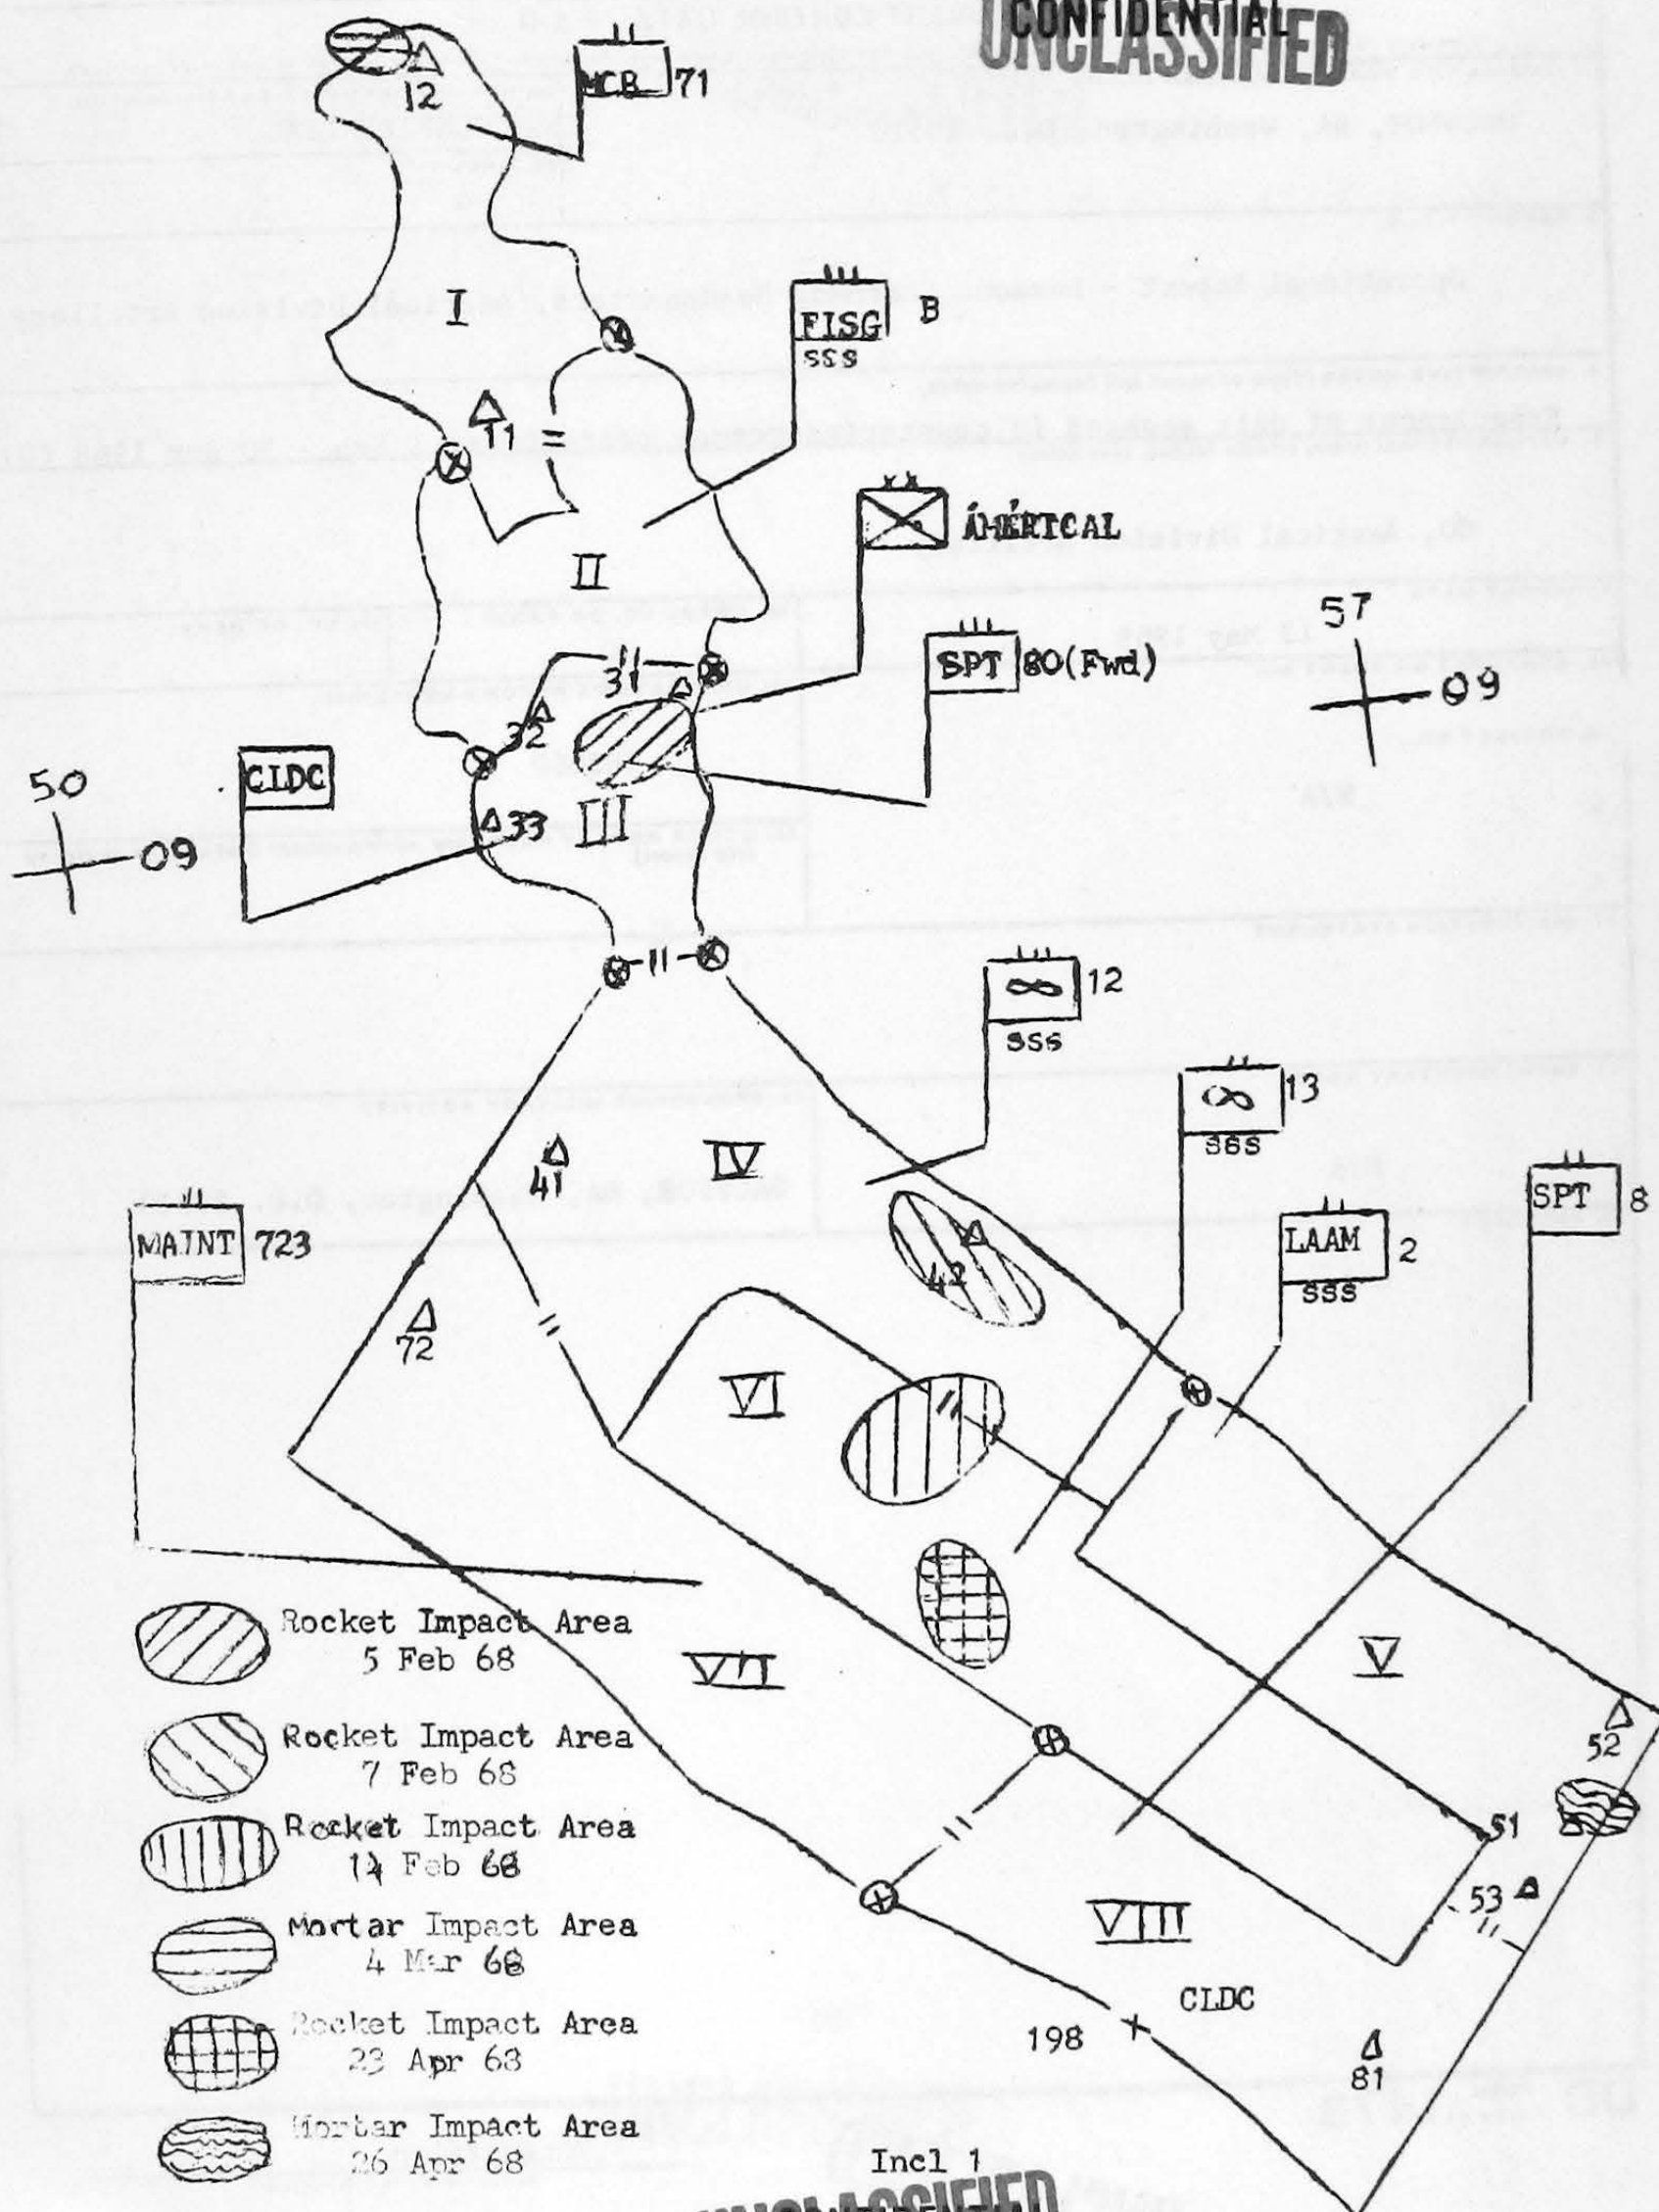 CONFIDENTIAL
UNCLASSIFIED
12
MCB 71
I
FISG B
SSS
11
XX
AMERICAL
II
57
09
SPT 80(Fwd)
31
32
CLDC
50
09
33
III
12
SSS
13
SSS
41
IV
SPT 8
MAINT 723
LAAM 2
SSS
42
72
VI
Rocket Impact Area
5 Feb 68
VII
V
52
Rocket Impact Area
7 Feb 68
51
Rocket Impact Area
Feb 68
53
VIII
Mortar Impact Area
4 Mar 68
CLDC
198
81
Rocket Impact Area
23 Apr 68
Mortar Impact Area
26 Apr 68
Incl 1
UNCLASSIFIED